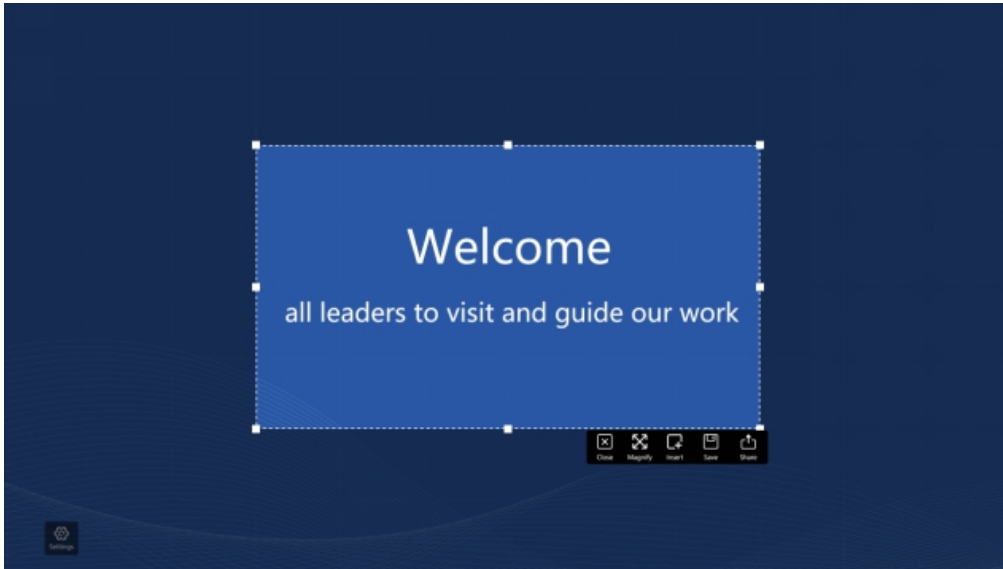 Welcome
all leaders to visit and guide our work
Close
Magnify
Insert
Save
Share
Settings